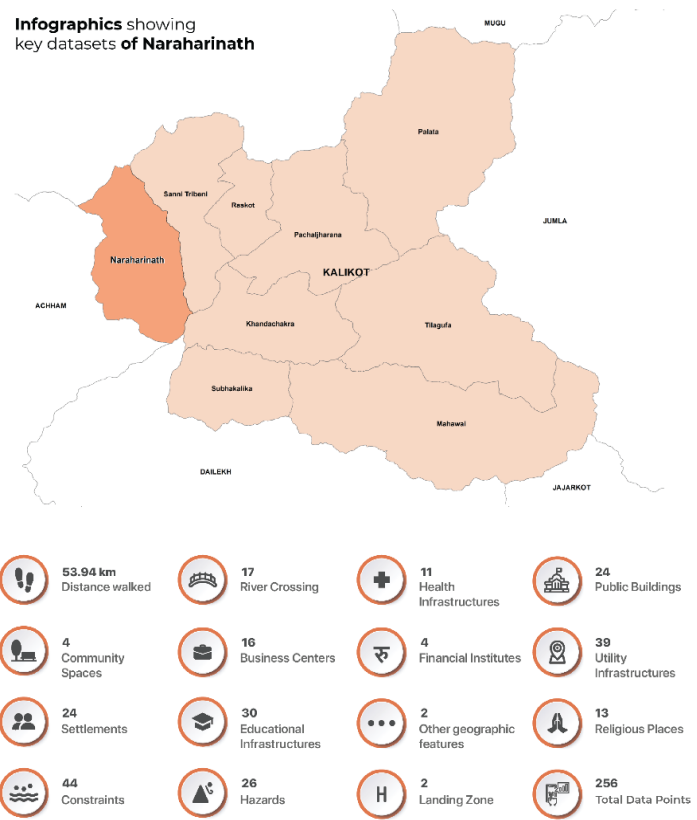 Infographics showing
key datasets of Naraharinath
MUGU
Palata
Sanni Tribeni
Raskot
JUMLA
Pachaljharana
Naraharinath
KALIKOT
ACHHAM
Khandachakra
Tilagufa
Subhakalika
Mahawai
DAILEKH
JAJARKOT
53.94 km
Distance walked
17
River Crossing
11
Health
Infrastructures
24
Public Buildings
4
Community
Spaces
16
Business Centers
रु
4
Financial Institutes
39
Utility
Infrastructures
24
Settlements
30
Educational
Infrastructures
2
Other geographic
features
13
Religious Places
44
Constraints
26
Hazards
H
2
Landing Zone
256
Total Data Points